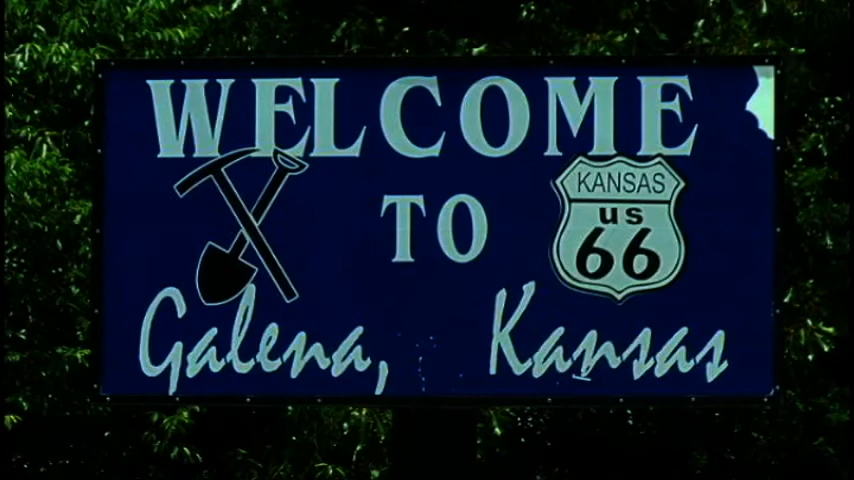 WELCOME
TO
KANSAS
US
66
Galena, Kansas